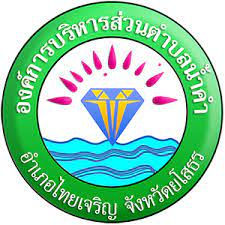 องค์การบริหารส่วนตำบลน้ำคำ
อำเภอไทยเจริญ จังหวัดยโสธร